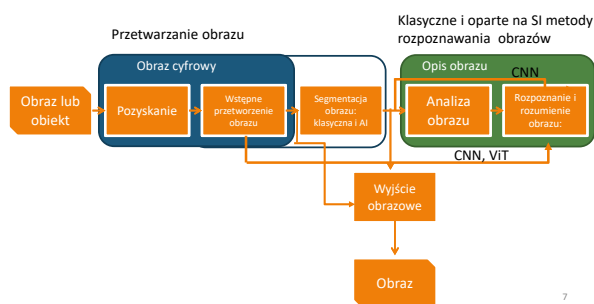 Przetwarzanie obrazu
Klasyczne i oparte na SI metody
rozpoznawania obrazów
Obraz cyfrowy
Opis obrazu
CNN
Obraz lub
obiekt
Pozyskanie
Wstępne
przetworzenie
obrazu
Segmentacja
obrazu:
klasyczna i AI
Analiza
obrazu
Rozpoznanie i
rozumienie
obrazu:
CNN, ViT
Wyjście
obrazowe
Obraz
7